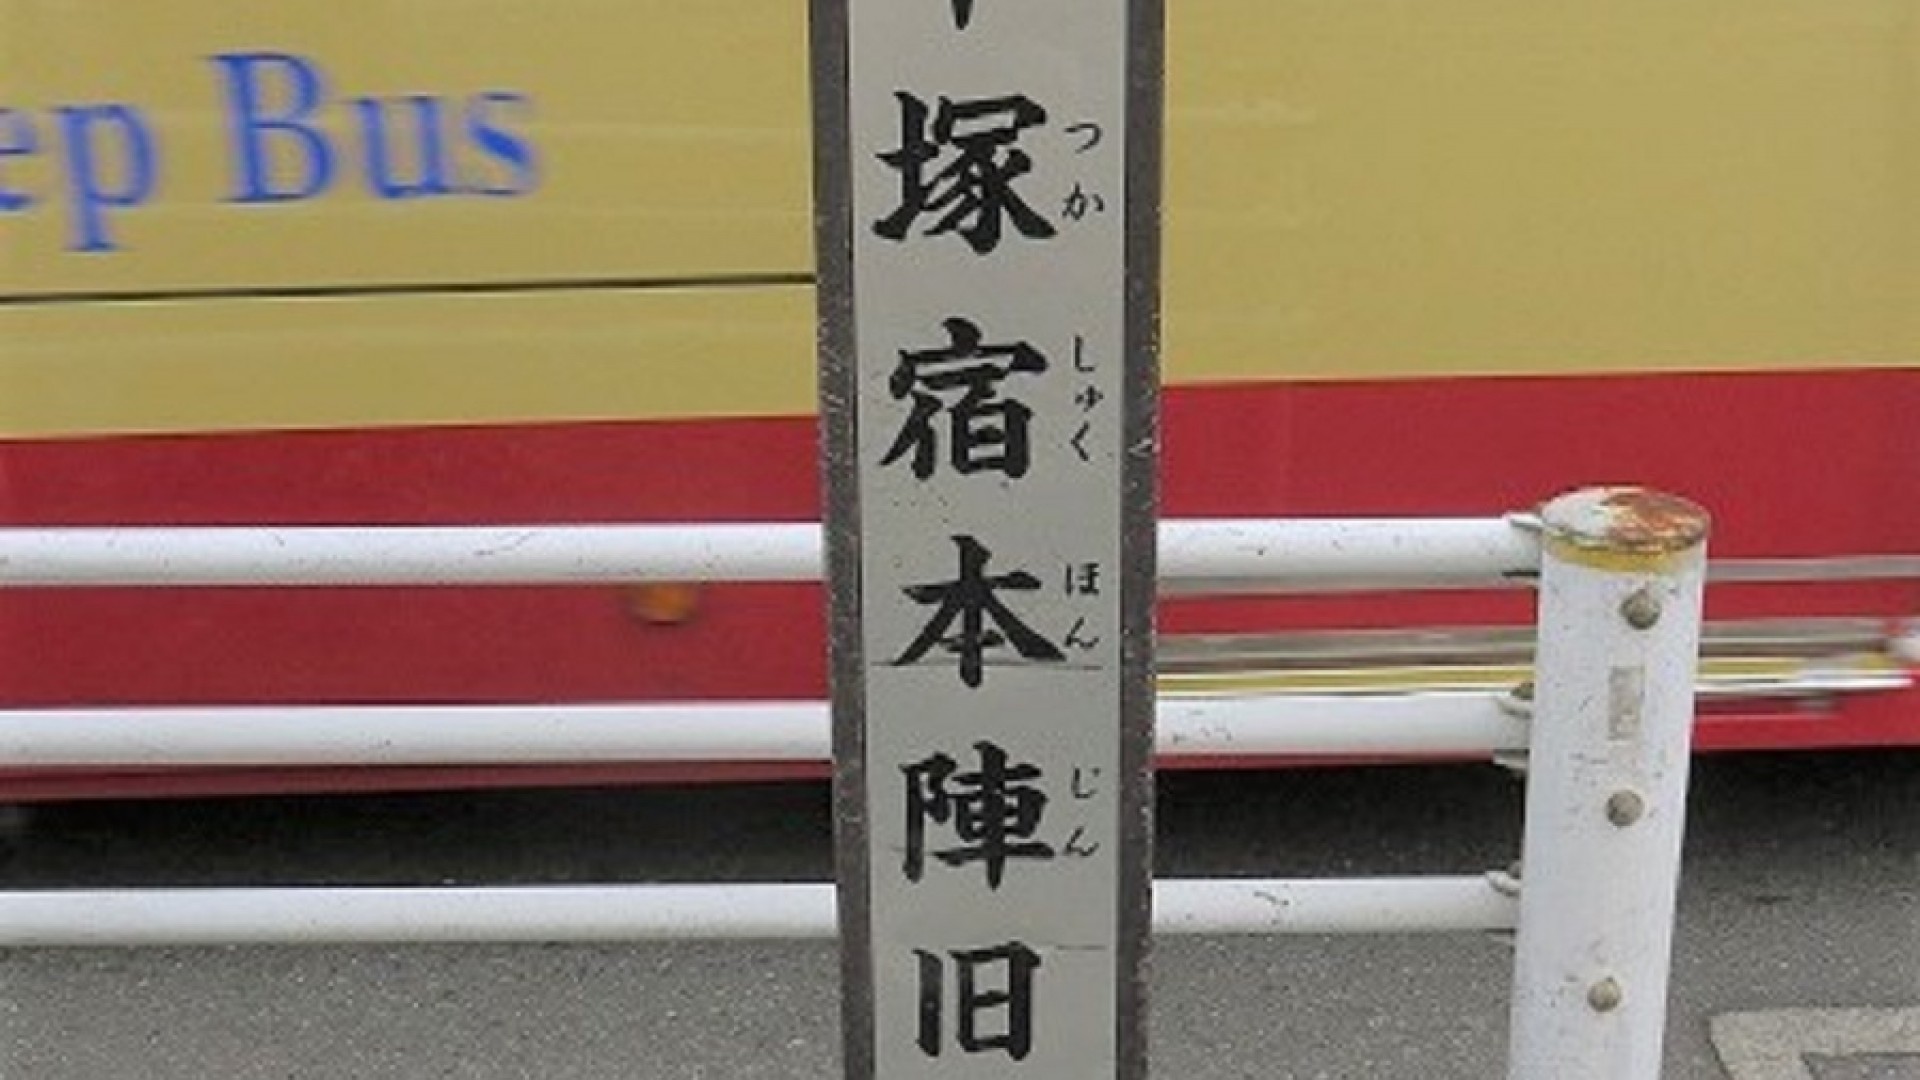 塚宿本陣旧
つか しゅく ほん じん
ep Bus